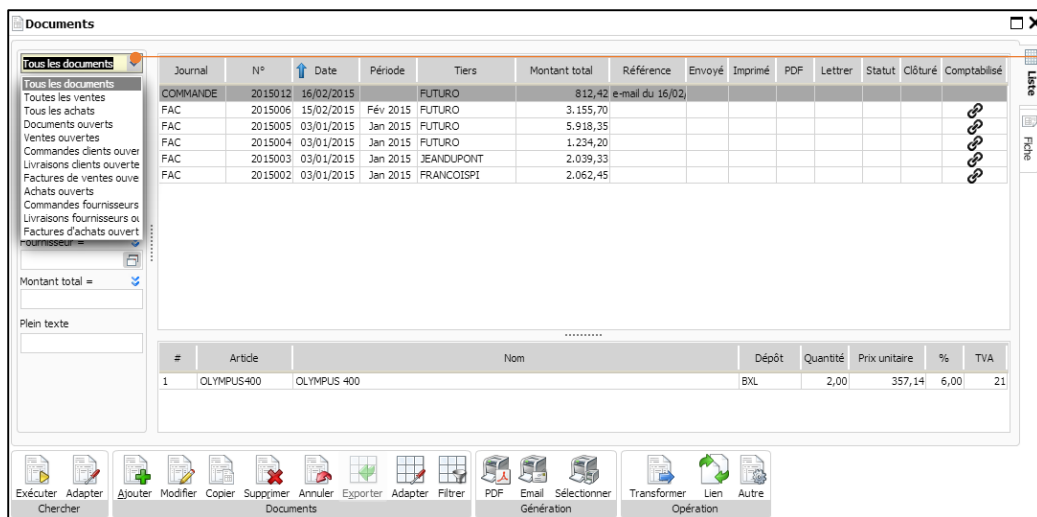 Documents
Tous les documents
Tous les documents
Toutes les ventes
Tous les achats
Documents ouverts
Ventes ouvertes
Commandes clients ouver
Livraisons clients ouverte
Factures de ventes ouve
Achats ouverts
Commandes fournisseurs
Livraisons fournisseurs ou
Factures d'achats ouvert
Fournisseur =
Montant total =
Plein texte
Journal N° Date Période Tiers Montant total Référence Envoyé Imprimé PDF Lettrer Statut Clôturé Comptabilisé
COMMANDE 2015012 16/02/2015 FUTURO 812,42 e-mail du 16/02/
FAC 2015006 15/02/2015 Fév 2015 FUTURO 3.155,70
FAC 2015005 03/01/2015 Jan 2015 FUTURO 5.918,35
FAC 2015004 03/01/2015 Jan 2015 FUTURO 1.234,20
FAC 2015003 03/01/2015 Jan 2015 JEANDUPONT 2.039,33
FAC 2015002 03/01/2015 Jan 2015 FRANCOISPI 2.062,45
Liste
Fiche
# Article Nom Dépôt Quantité Prix unitaire % TVA
1 OLYMPUS400 OLYMPUS 400 BXL 2,00 357,14 6,00 21
Exécuter Adapter Ajouter Modifier Copier Supprimer Annuler Exporter Adapter Filtrer PDF Email Sélectionner Transformer Lien Autre
Chercher Documents Génération Opération